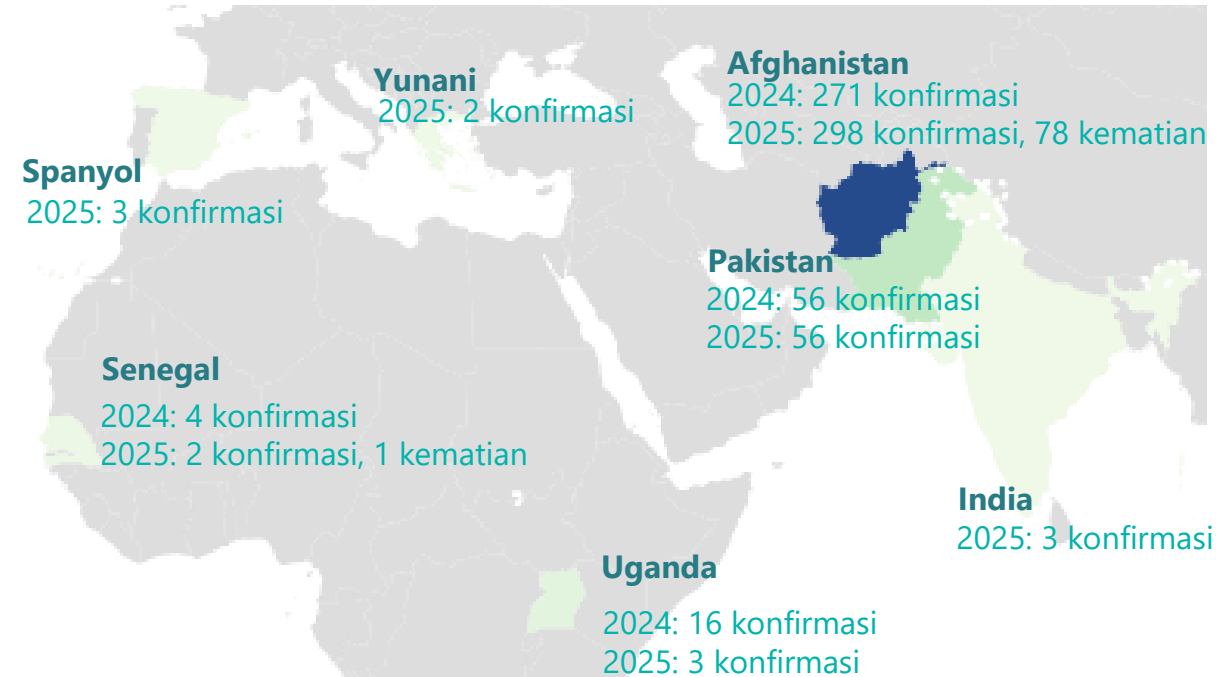 Yunani
2025: 2 konfirmasi
Afghanistan
2024: 271 konfirmasi
2025: 298 konfirmasi, 78 kematian
Spanyol
2025: 3 konfirmasi
Pakistan
2024: 56 konfirmasi
2025: 56 konfirmasi
Senegal
2024: 4 konfirmasi
2025: 2 konfirmasi, 1 kematian
India
2025: 3 konfirmasi
Uganda
2024: 16 konfirmasi
2025: 3 konfirmasi